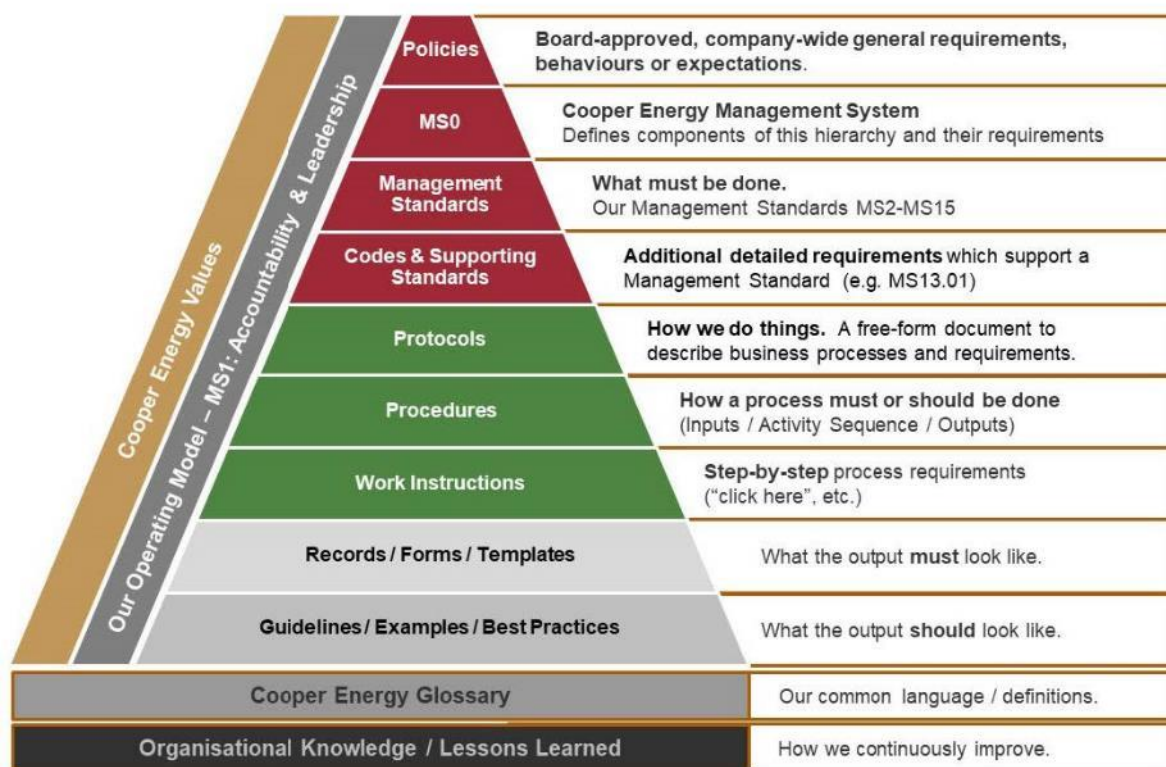 Cooper Energy Values
Our Operating Model – MS1: Accountability & Leadership
Policies
Board-approved, company-wide general requirements,
behaviours or expectations.
MS0
Cooper Energy Management System
Defines components of this hierarchy and their requirements
Management
Standards
What must be done.
Our Management Standards MS2-MS15
Codes & Supporting
Standards
Additional detailed requirements which support a
Management Standard (e.g. MS13.01)
Protocols
How we do things. A free-form document to
describe business processes and requirements.
Procedures
How a process must or should be done
(Inputs / Activity Sequence / Outputs)
Work Instructions
Step-by-step process requirements
(“click here”, etc.)
Records / Forms / Templates
What the output must look like.
Guidelines / Examples / Best Practices
What the output should look like.
Cooper Energy Glossary
Our common language / definitions.
Organisational Knowledge / Lessons Learned
How we continuously improve.